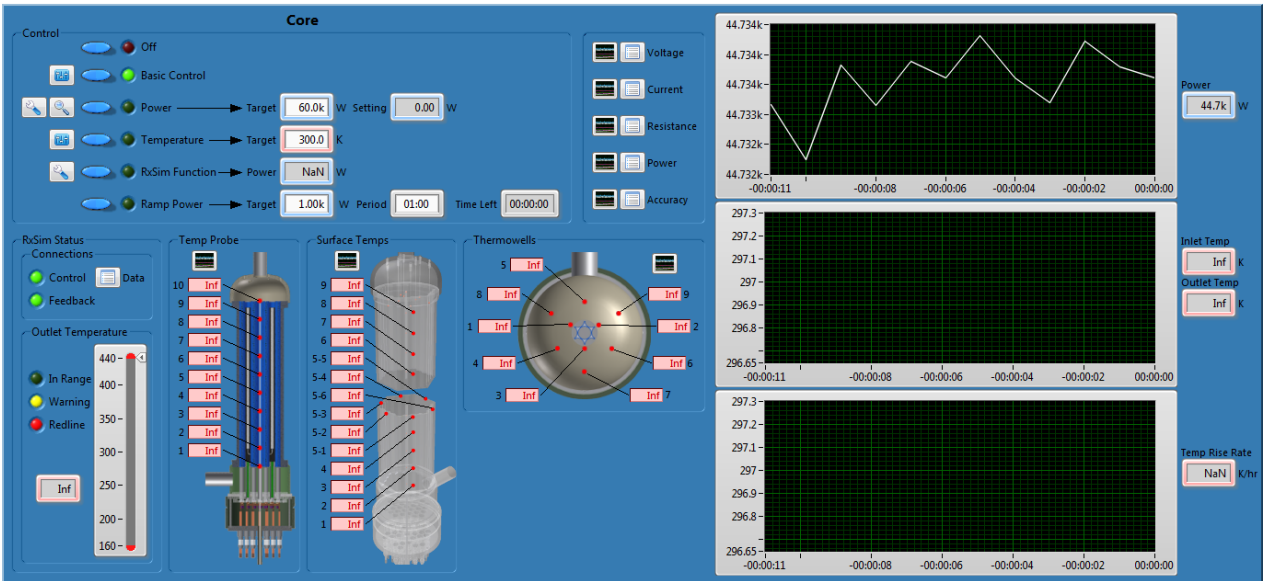 Core
Control
Off
Basic Control
Power Target 60.0k W Setting 0.00 W
Temperature Target 300.0 K
RxSim Function Power NaN W
Ramp Power Target 1.00k W Period 01:00 Time Left 00:00:00
Voltage
Current
Resistance
Power
Accuracy
44.734k
44.734k
44.734k
44.733k
44.732k
44.732k
-00:00:11 -00:00:08 -00:00:06 -00:00:04 -00:00:02 00:00:00
Power
44.7k W
RxSim Status
Connections
Control Data
Feedback
Outlet Temperature
In Range
Warning
Redline
Inf
440
400
350
300
250
200
160
Temp Probe
10 Inf
9 Inf
8 Inf
7 Inf
6 Inf
5 Inf
4 Inf
3 Inf
2 Inf
1 Inf
Surface Temps
9 Inf
8 Inf
7 Inf
6 Inf
5-5 Inf
5-4 Inf
5-6 Inf
5-3 Inf
5-2 Inf
5-1 Inf
4 Inf
3 Inf
2 Inf
1 Inf
Thermowells
5 Inf
8 Inf Inf 9
1 Inf Inf 2
4 Inf Inf 6
3 Inf Inf 7
297.3
297.2
297.1
297
296.9
296.8
296.65
-00:00:11 -00:00:08 -00:00:06 -00:00:04 -00:00:02 00:00:00
Inlet Temp
Inf K
Outlet Temp
Inf K
297.3
297.2
297.1
297
296.9
296.8
296.65
-00:00:11 -00:00:08 -00:00:06 -00:00:04 -00:00:02 00:00:00
Temp Rise Rate
NaN K/hr